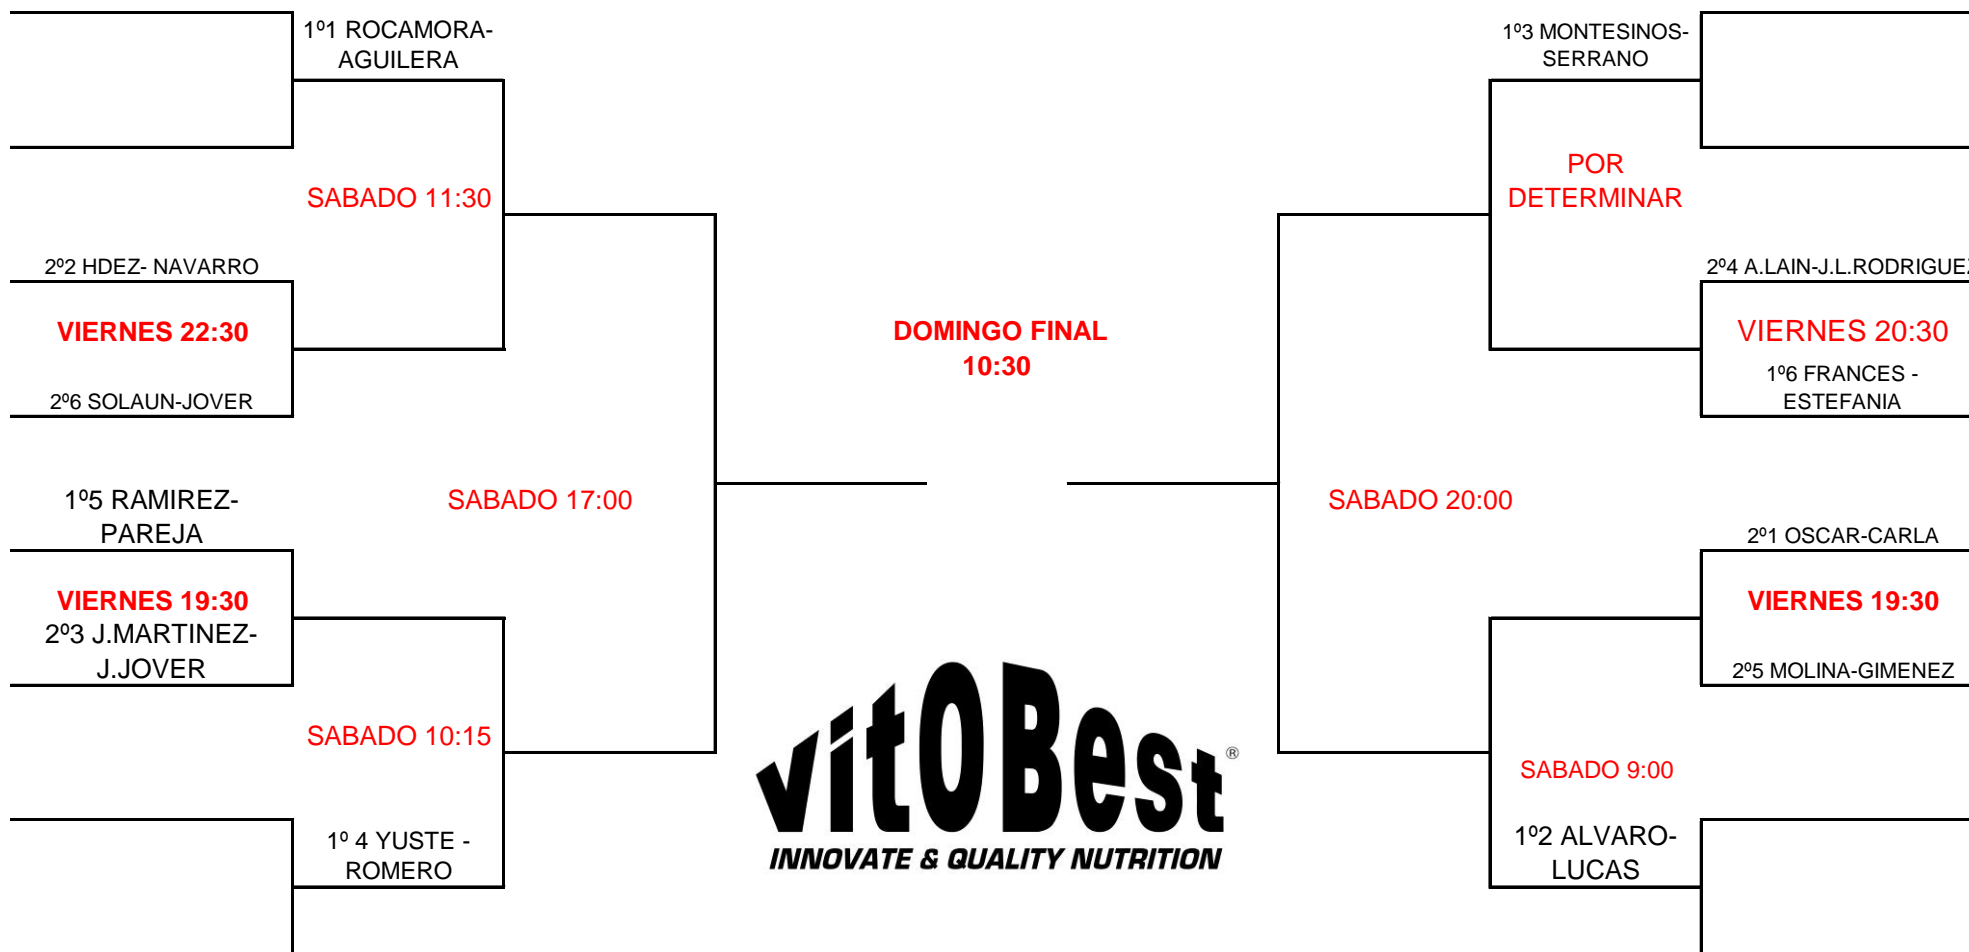 1º1 ROCAMORA-
AGUILERA
1º3 MONTESINOS-
SERRANO
SABADO 11:30
POR
DETERMINAR
2º2 HDEZ- NAVARRO
2º4 A.LAIN-J.L.RODRIGUEZ
VIERNES 22:30
DOMINGO FINAL
10:30
VIERNES 20:30
2º6 SOLAUN-JOVER
1º6 FRANCES -
ESTEFANIA
1º5 RAMIREZ-
PAREJA
SABADO 17:00
SABADO 20:00
2º1 OSCAR-CARLA
VIERNES 19:30
2º3 J.MARTINEZ-
J.JOVER
VIERNES 19:30
2º5 MOLINA-GIMENEZ
SABADO 10:15
SABADO 9:00
1º 4 YUSTE -
ROMERO
1º2 ALVARO-
LUCAS
vitOBest®
INNOVATE & QUALITY NUTRITION